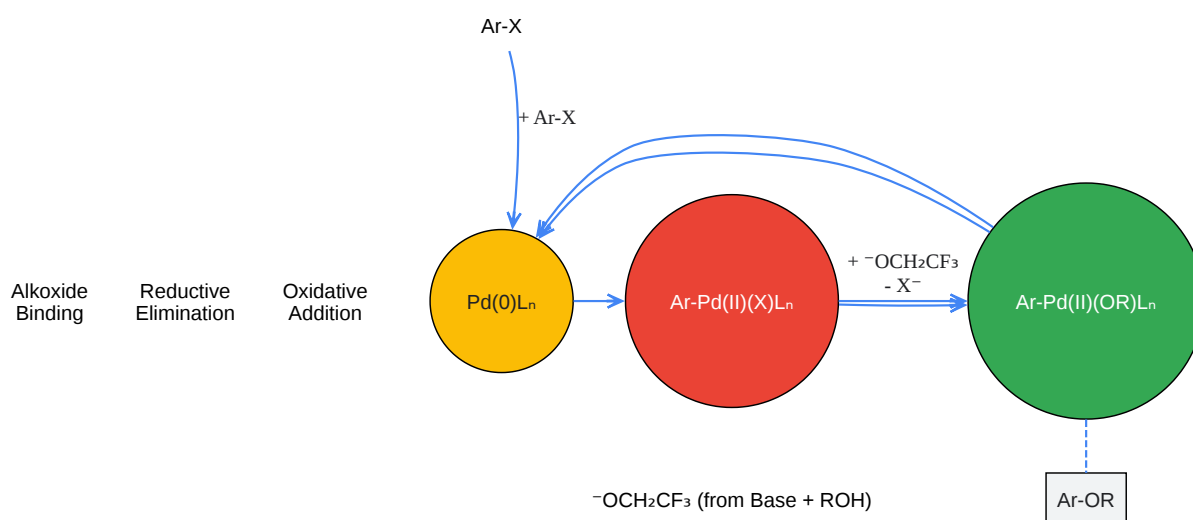 Ar-X
+ Ar-X
+ ⁻OCH₂CF₃
- X⁻
Alkoxide
Binding
Reductive
Elimination
Oxidative
Addition
Pd(0)Lₙ
Ar-Pd(II)(X)Lₙ
Ar-Pd(II)(OR)Lₙ
⁻OCH₂CF₃ (from Base + ROH)
Ar-OR